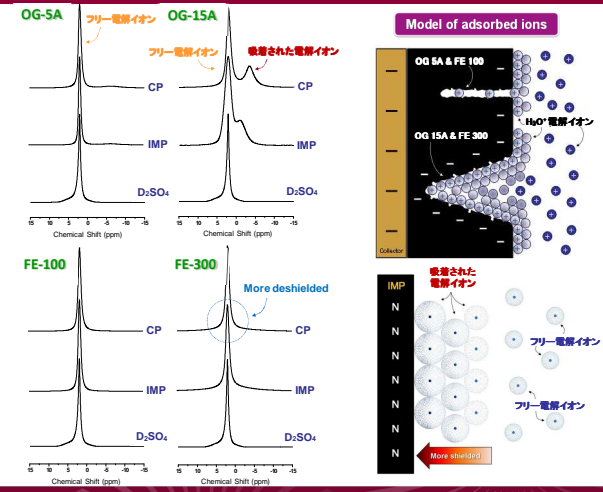 OG-5A
フリー電解イオン
CP
IMP
D₂SO₄
15 10 5 0 -5 -10 -15
Chemical Shift (ppm)
OG-15A
フリー電解イオン
吸着された電解イオン
CP
IMP
D₂SO₄
15 10 5 0 -5 -10 -15
Chemical Shift (ppm)
FE-100
CP
IMP
D₂SO₄
15 10 5 0 -5 -10 -15
Chemical Shift (ppm)
FE-300
More deshielded
CP
IMP
D₂SO₄
15 10 5 0 -5 -10 -15
Chemical Shift (ppm)
Model of adsorbed ions
OG 5A & FE 100
H₃O⁺電解イオン
OG 15A & FE 300
Collector
吸着された
電解イオン
IMP
N
N
N
N
N
N
N
N
フリー電解イオン
フリー電解イオン
More shielded